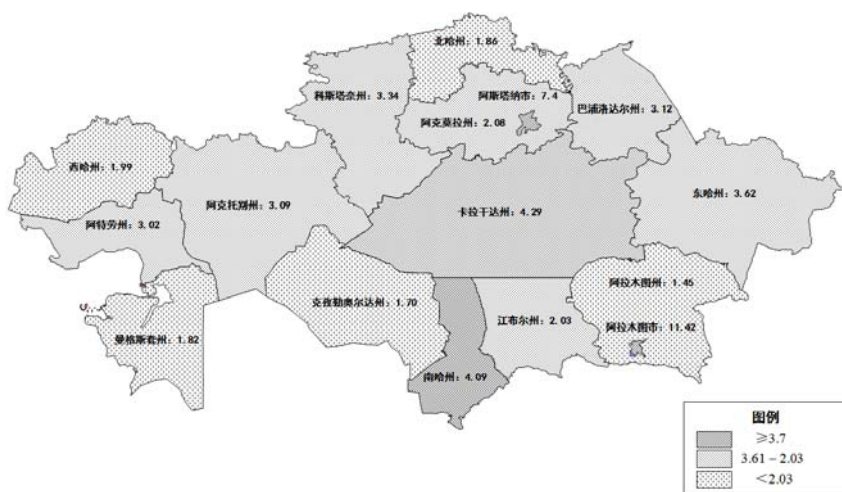 北哈州：1.86
科斯塔奈州：3.34
阿斯塔纳市：7.4
巴浦洛达尔州：3.12
阿克莫拉州：2.08
西哈州：1.99
阿克托别州：3.09
卡拉干达州：4.29
东哈州：3.62
阿特劳州：3.02
阿拉木图州：1.45
克孜勒奥尔达州：1.70
江布尔州：2.03
阿拉木图市：11.42
曼格斯套州：1.82
南哈州：4.09
图例
≥3.7
3.61－2.03
＜2.03